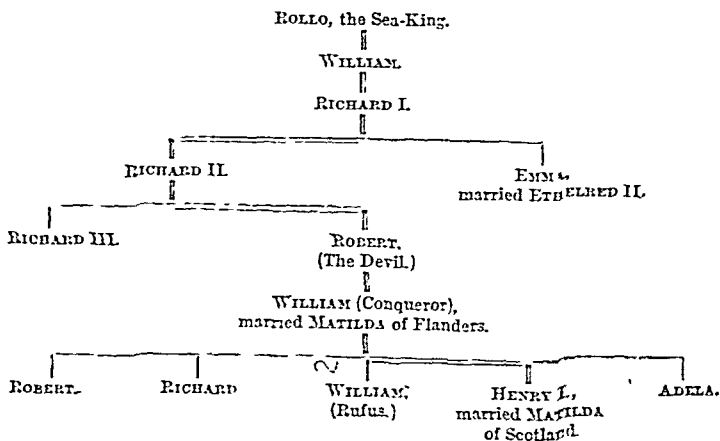 ROLLO, the Sea-King.
WILLIAM.
RICHARD I.
RICHARD II.
EMMA,
married ETHELRED II.
RICHARD III.
ROBERT.
(The Devil.)
WILLIAM (Conqueror),
married MATILDA of Flanders.
ROBERT.
RICHARD
WILLIAM,
(Rufus.)
HENRY I.,
married MATILDA
of Scotland.
ADELA.